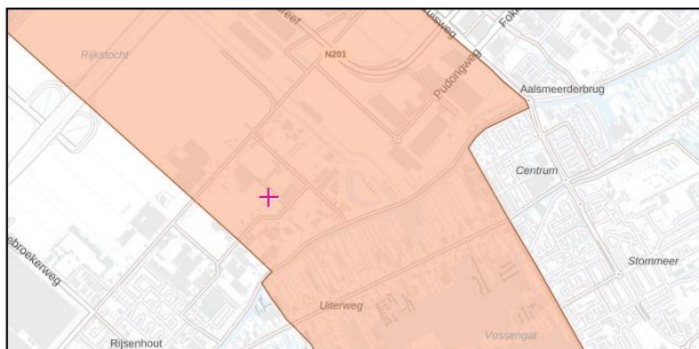 Rijkstocht
N201
Pudongweg
Aalsmeerderbrug
Centrum
Stommeer
Uiterweg
Vossengat
Rijsenhout